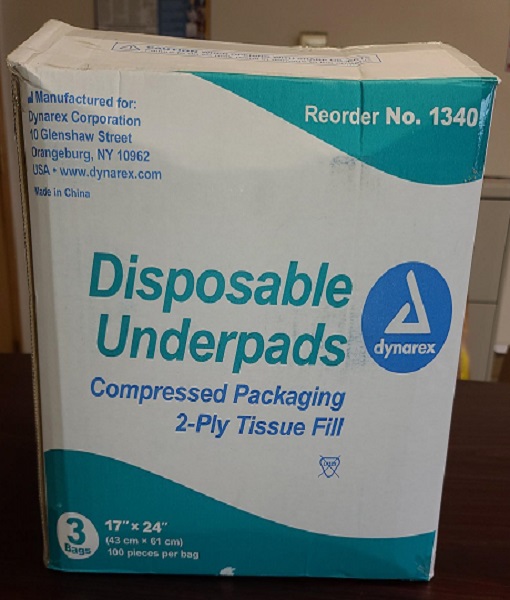 CAUTION
Manufactured for:
Dynarex Corporation
10 Glenshaw Street
Orangeburg, NY 10962
USA • www.dynarex.com
Made in China
Reorder No. 1340
Disposable
Underpads
dynarex
Compressed Packaging
2-Ply Tissue Fill
3
Bags
17" x 24"
(43 cm x 61 cm)
100 pieces per bag